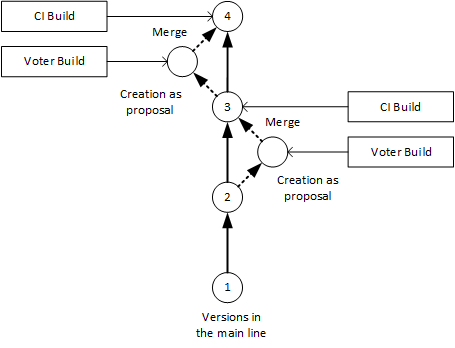 CI Build
4
Merge
Voter Build
Creation as
proposal
3
CI Build
Merge
Voter Build
Creation as
proposal
2
1
Versions in
the main line